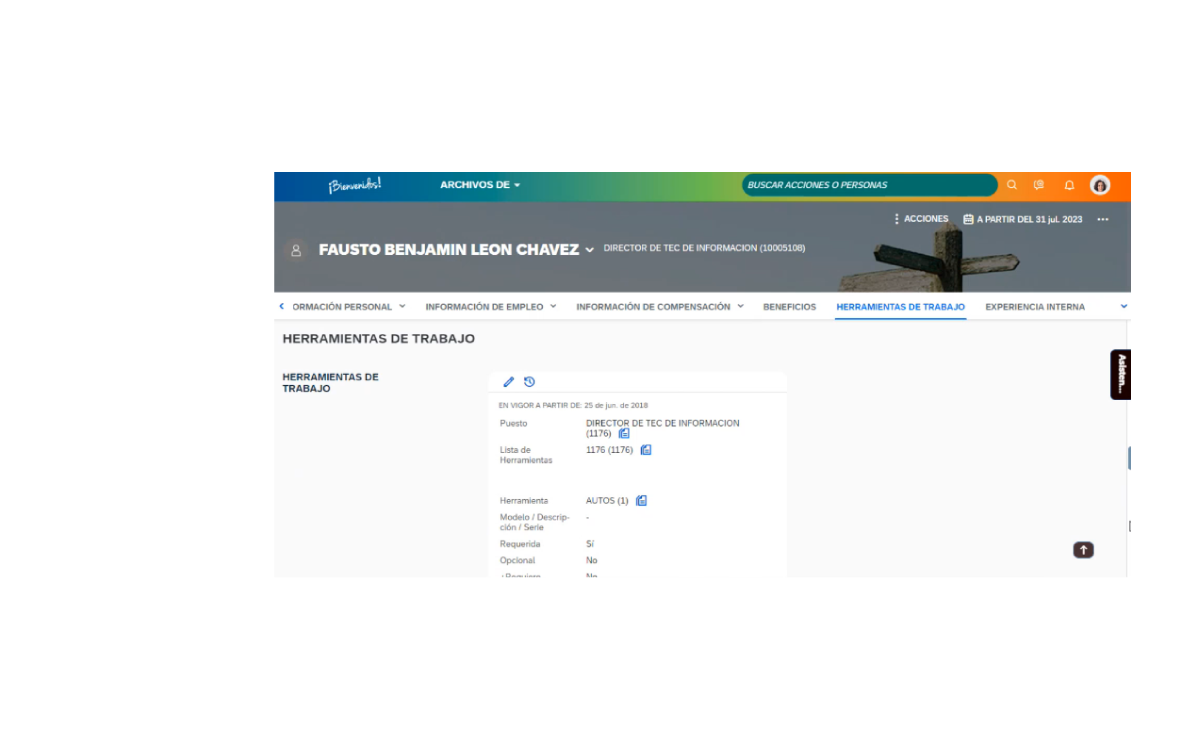 ¡Bienvenidos!
ARCHIVOS DE
BUSCAR ACCIONES O PERSONAS
ACCIONES
A PARTIR DEL 31 jul. 2023
FAUSTO BENJAMIN LEON CHAVEZ
DIRECTOR DE TEC DE INFORMACION (10005108)
ORMACIÓN PERSONAL
INFORMACIÓN DE EMPLEO
INFORMACIÓN DE COMPENSACIÓN
BENEFICIOS
HERRAMIENTAS DE TRABAJO
EXPERIENCIA INTERNA
HERRAMIENTAS DE TRABAJO
Asisten...
HERRAMIENTAS DE
TRABAJO
EN VIGOR A PARTIR DE: 25 de jun. de 2018
Puesto
DIRECTOR DE TEC DE INFORMACION
(1176)
Lista de
Herramientas
1176 (1176)
Herramienta
AUTOS (1)
Modelo / Descrip-
ción / Serie
-
Requerida
Sí
Opcional
No
¿Requiere
No